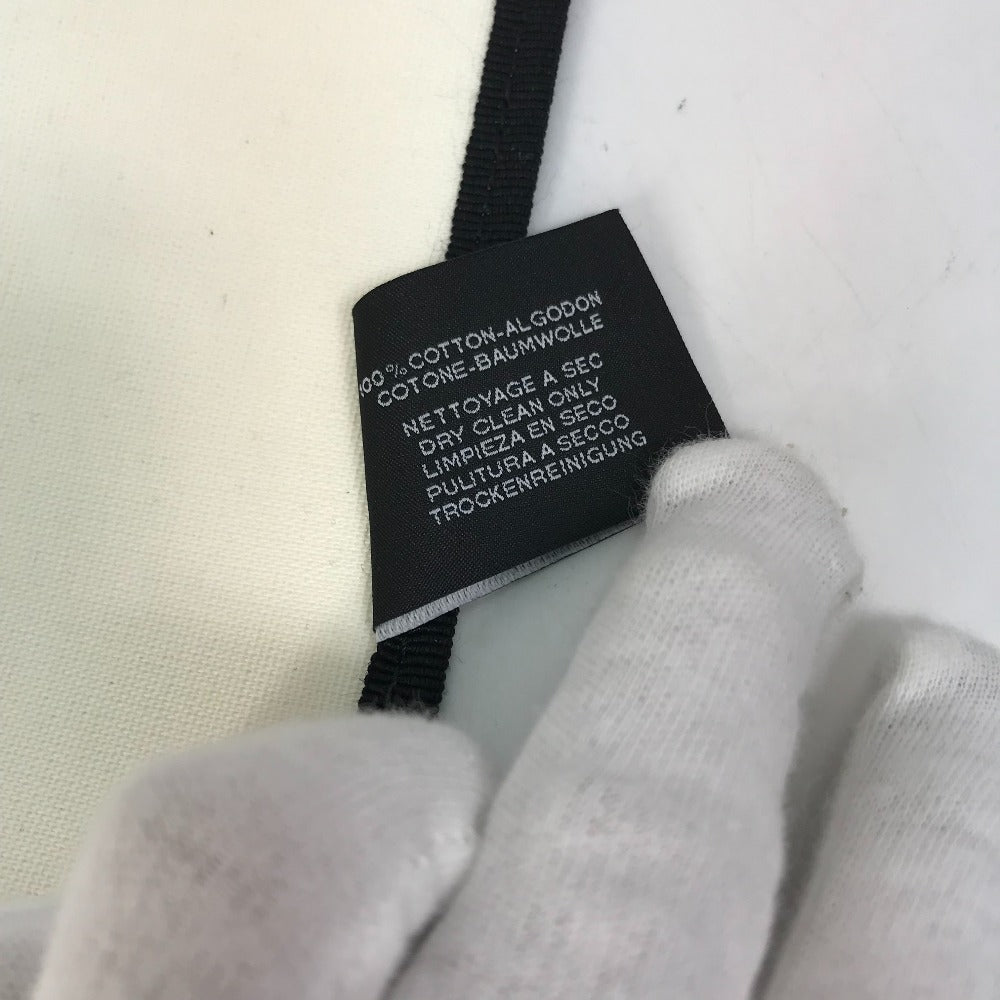 100% COTTON-ALGODON
COTONE-BAUMWOLLE
NETTOYAGE A SEC
DRY CLEAN ONLY
LIMPIEZA EN SECO
PULITURA A SECCO
TROCKENREINIGUNG